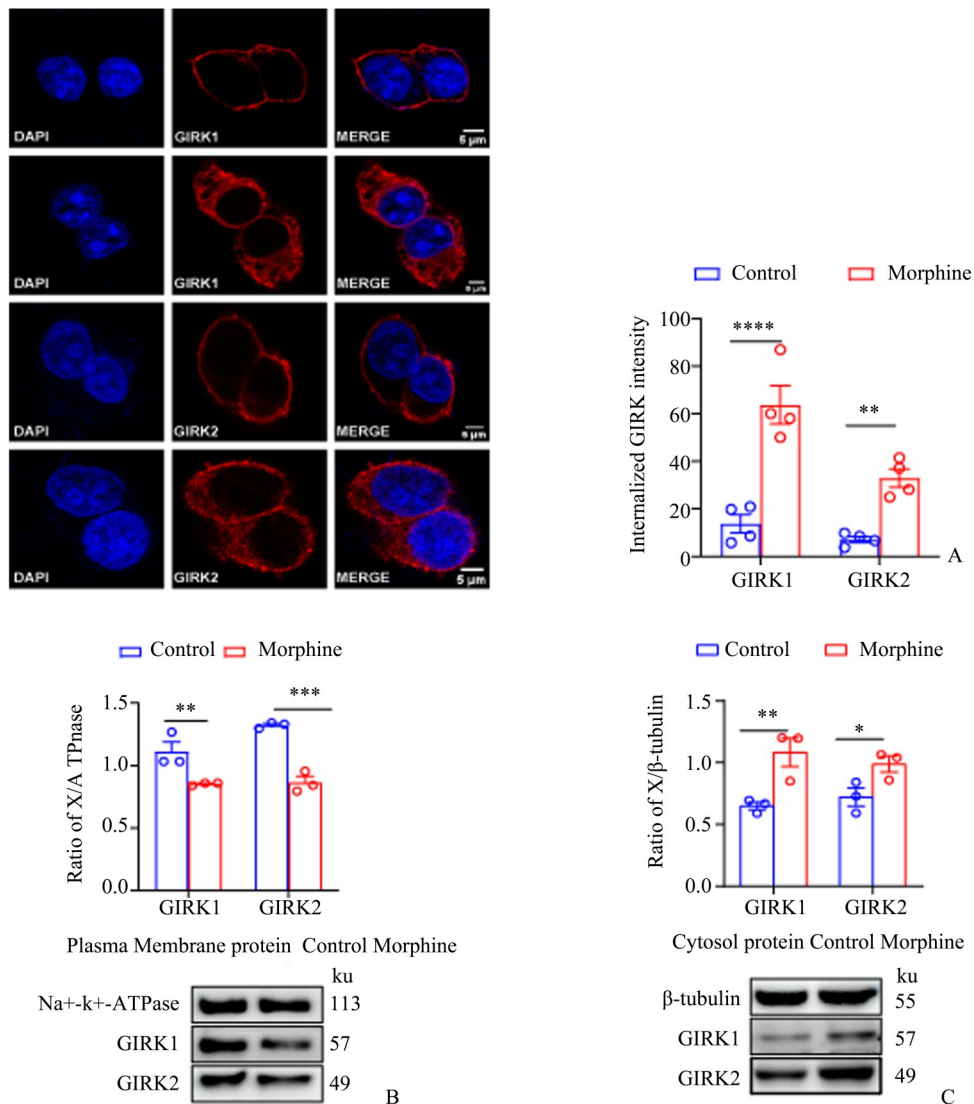 DAPI GIRK1 MERGE 5 μm
DAPI GIRK1 MERGE 5 μm
DAPI GIRK2 MERGE 5 μm
DAPI GIRK2 MERGE 5 μm
Control Morphine
Internalized GIRK intensity
100
80
60
40
20
0
****
**
GIRK1 GIRK2
A
Control Morphine
Ratio of X/A TPnase
1.5
1.0
0.5
0.0
**
***
GIRK1 GIRK2
Plasma Membrane protein Control Morphine
ku
Na+-k+-ATPase 113
GIRK1 57
GIRK2 49
B
Control Morphine
Ratio of X/β-tubulin
1.5
1.0
0.5
0.0
**
*
GIRK1 GIRK2
Cytosol protein Control Morphine
ku
β-tubulin 55
GIRK1 57
GIRK2 49
C